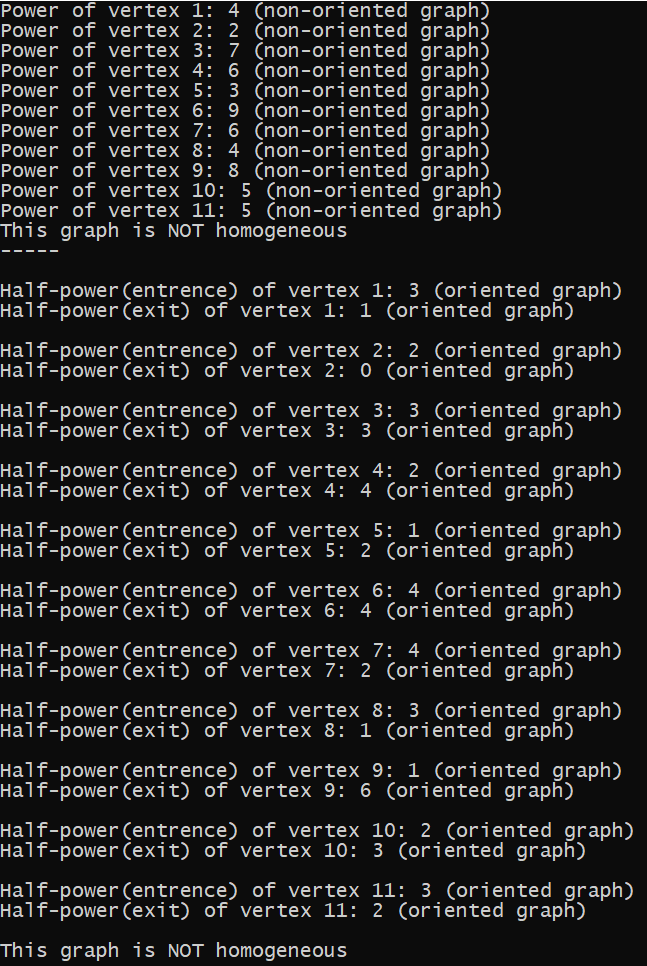 Power of vertex 1: 4 (non-oriented graph)
Power of vertex 2: 2 (non-oriented graph)
Power of vertex 3: 7 (non-oriented graph)
Power of vertex 4: 6 (non-oriented graph)
Power of vertex 5: 3 (non-oriented graph)
Power of vertex 6: 9 (non-oriented graph)
Power of vertex 7: 6 (non-oriented graph)
Power of vertex 8: 4 (non-oriented graph)
Power of vertex 9: 8 (non-oriented graph)
Power of vertex 10: 5 (non-oriented graph)
Power of vertex 11: 5 (non-oriented graph)
This graph is NOT homogeneous
-----
Half-power(entrence) of vertex 1: 3 (oriented graph)
Half-power(exit) of vertex 1: 1 (oriented graph)
Half-power(entrence) of vertex 2: 2 (oriented graph)
Half-power(exit) of vertex 2: 0 (oriented graph)
Half-power(entrence) of vertex 3: 3 (oriented graph)
Half-power(exit) of vertex 3: 3 (oriented graph)
Half-power(entrence) of vertex 4: 2 (oriented graph)
Half-power(exit) of vertex 4: 4 (oriented graph)
Half-power(entrence) of vertex 5: 1 (oriented graph)
Half-power(exit) of vertex 5: 2 (oriented graph)
Half-power(entrence) of vertex 6: 4 (oriented graph)
Half-power(exit) of vertex 6: 4 (oriented graph)
Half-power(entrence) of vertex 7: 4 (oriented graph)
Half-power(exit) of vertex 7: 2 (oriented graph)
Half-power(entrence) of vertex 8: 3 (oriented graph)
Half-power(exit) of vertex 8: 1 (oriented graph)
Half-power(entrence) of vertex 9: 1 (oriented graph)
Half-power(exit) of vertex 9: 6 (oriented graph)
Half-power(entrence) of vertex 10: 2 (oriented graph)
Half-power(exit) of vertex 10: 3 (oriented graph)
Half-power(entrence) of vertex 11: 3 (oriented graph)
Half-power(exit) of vertex 11: 2 (oriented graph)
This graph is NOT homogeneous